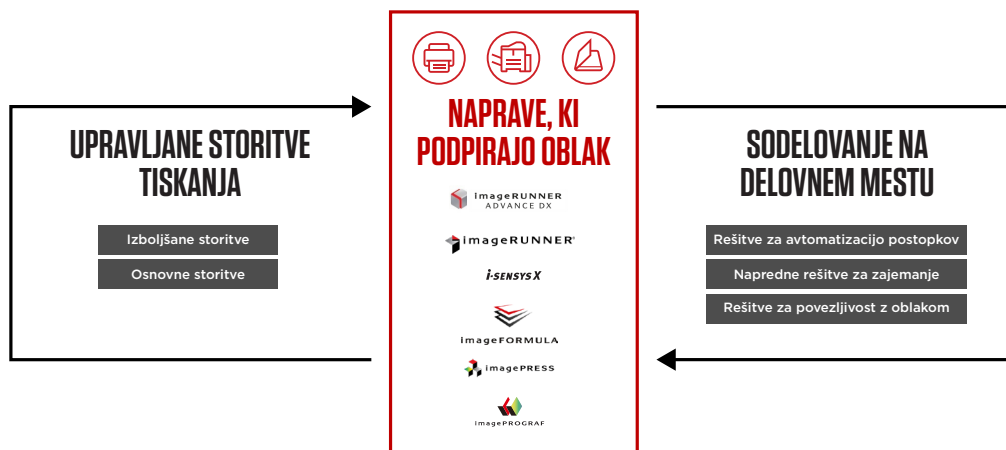 UPRAVLJANE STORITVE
TISKANJA
Izboljšane storitve
Osnovne storitve
NAPRAVE, KI
PODPIRAJO OBLAK
imageRUNNER
ADVANCE DX
imageRUNNER®
i-SENSYS X
imageFORMULA
imagePRESS
imagePROGRAF
SODELOVANJE NA
DELOVNEM MESTU
Rešitve za avtomatizacijo postopkov
Napredne rešitve za zajemanje
Rešitve za povezljivost z oblakom